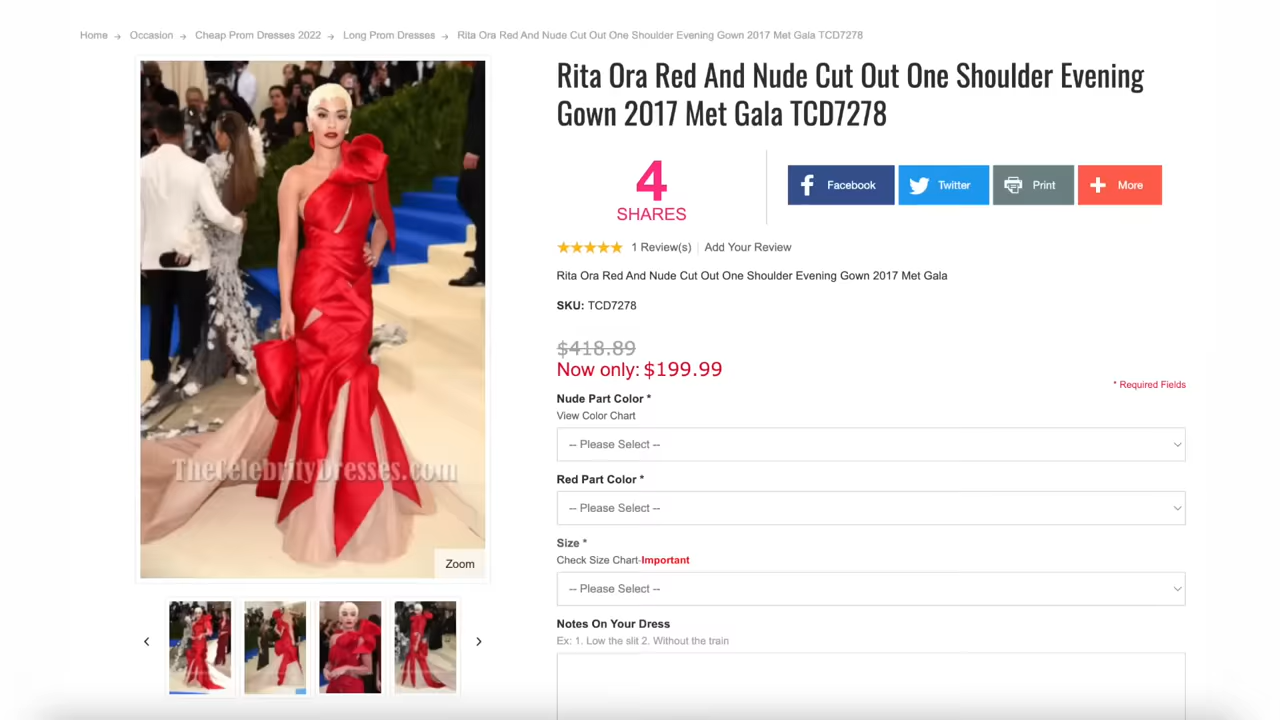 Home → Occasion → Cheap Prom Dresses 2022 → Long Prom Dresses → Rita Ora Red And Nude Cut Out One Shoulder Evening Gown 2017 Met Gala TCD7278
Rita Ora Red And Nude Cut Out One Shoulder Evening
Gown 2017 Met Gala TCD7278
4
SHARES
Facebook
Twitter
Print
More
1 Review(s) | Add Your Review
Rita Ora Red And Nude Cut Out One Shoulder Evening Gown 2017 Met Gala
SKU: TCD7278
$418.89
Now only: $199.99
* Required Fields
Nude Part Color *
View Color Chart
-- Please Select --
Red Part Color *
-- Please Select --
Size *
Check Size Chart-Important
-- Please Select --
Notes On Your Dress
Ex: 1. Low the slit 2. Without the train
TheCelebrityDresses.com
Zoom